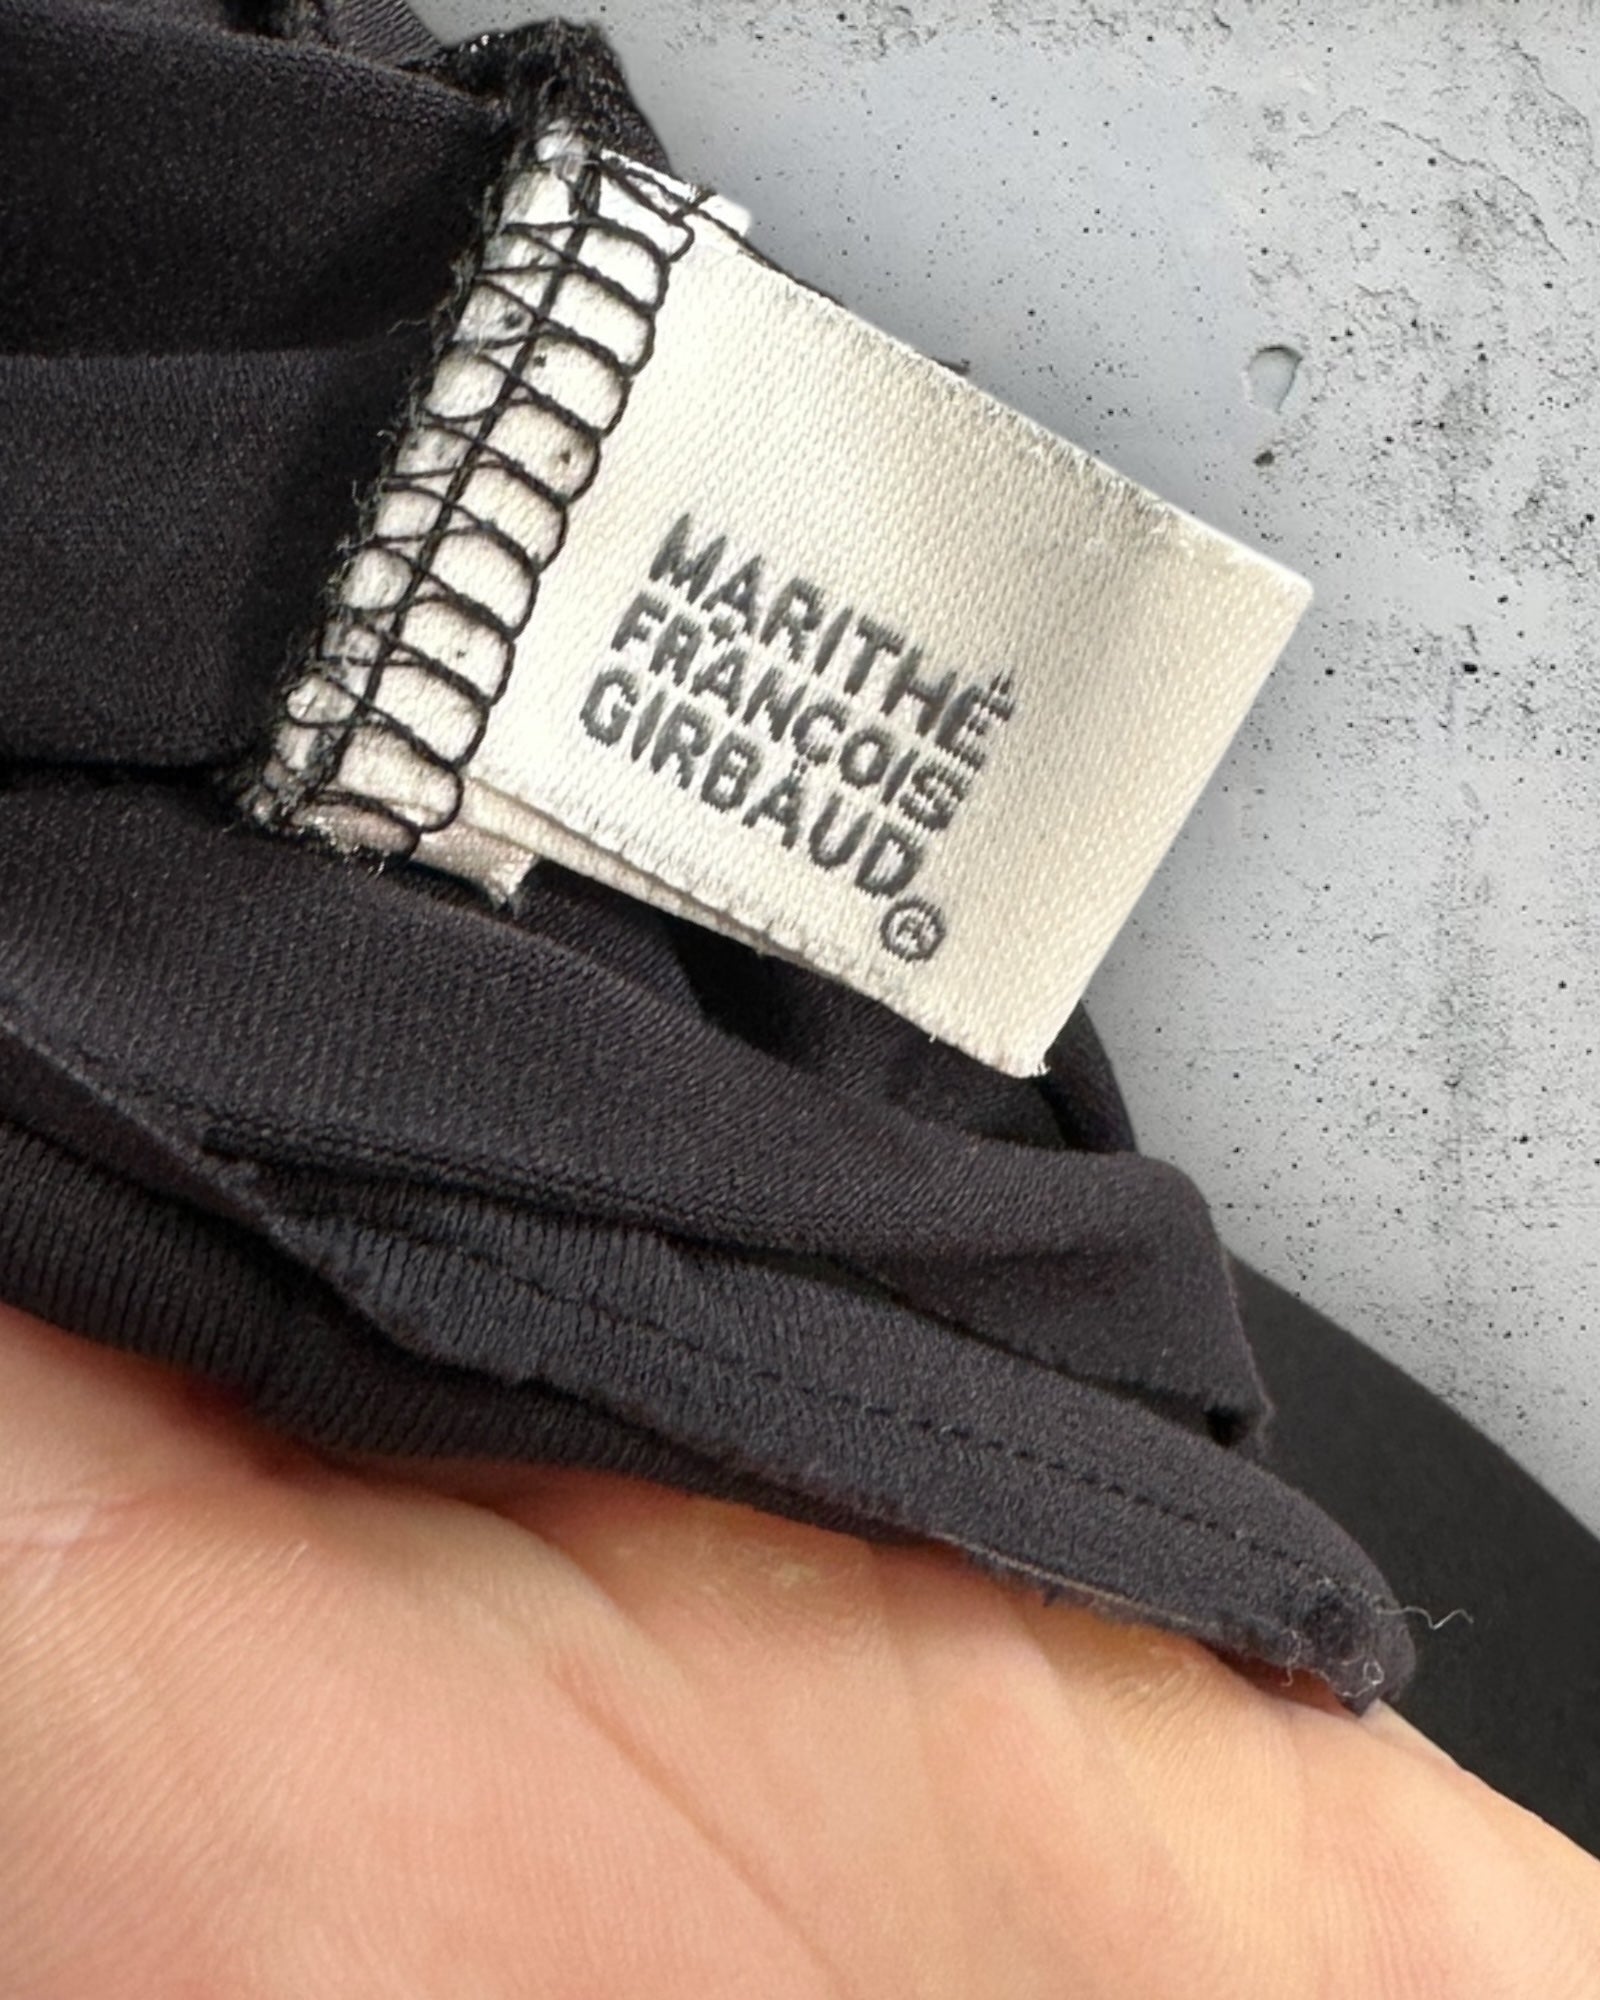 MARITHÉ
+
FRANÇOIS
GIRBAUD®